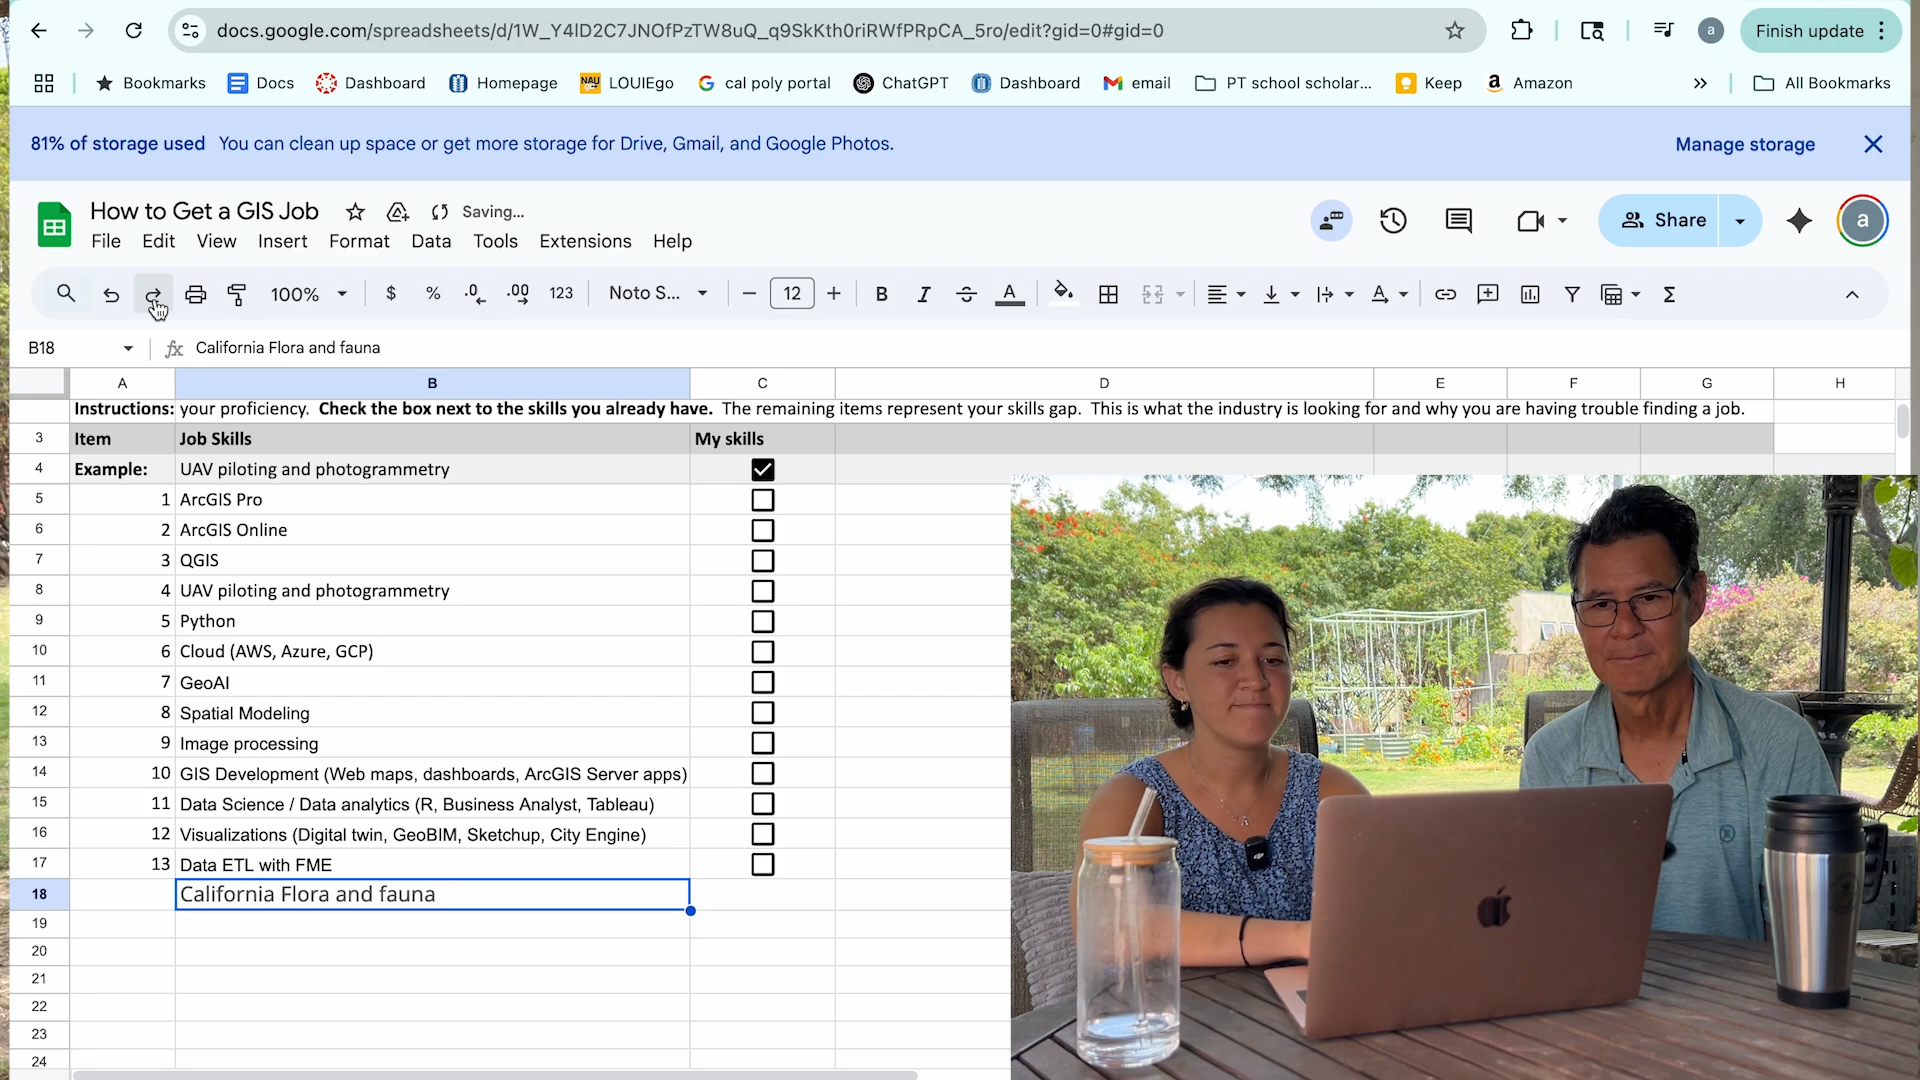 docs.google.com/spreadsheets/d/1W_Y4lD2C7JNOfPzTW8uQ_q9SkKth0riRWfPRpCA_5ro/edit?gid=0#gid=0
a
Finish update
Bookmarks
Docs
Dashboard
Homepage
NAU LOUIEgo
cal poly portal
ChatGPT
Dashboard
email
PT school scholar...
Keep
Amazon
All Bookmarks
81% of storage used You can clean up space or get more storage for Drive, Gmail, and Google Photos.
Manage storage
How to Get a GIS Job
Saving...
File Edit View Insert Format Data Tools Extensions Help
Share
a
100% $ % .0 .00 123 Noto S... 12 B I A
B18 fx California Flora and fauna
A B C D E F G H
Instructions: your proficiency. Check the box next to the skills you already have. The remaining items represent your skills gap. This is what the industry is looking for and why you are having trouble finding a job.
3 Item Job Skills My skills
4 Example: UAV piloting and photogrammetry
5 1 ArcGIS Pro
6 2 ArcGIS Online
7 3 QGIS
8 4 UAV piloting and photogrammetry
9 5 Python
10 6 Cloud (AWS, Azure, GCP)
11 7 GeoAI
12 8 Spatial Modeling
13 9 Image processing
14 10 GIS Development (Web maps, dashboards, ArcGIS Server apps)
15 11 Data Science / Data analytics (R, Business Analyst, Tableau)
16 12 Visualizations (Digital twin, GeoBIM, Sketchup, City Engine)
17 13 Data ETL with FME
18 California Flora and fauna
19
20
21
22
23
24